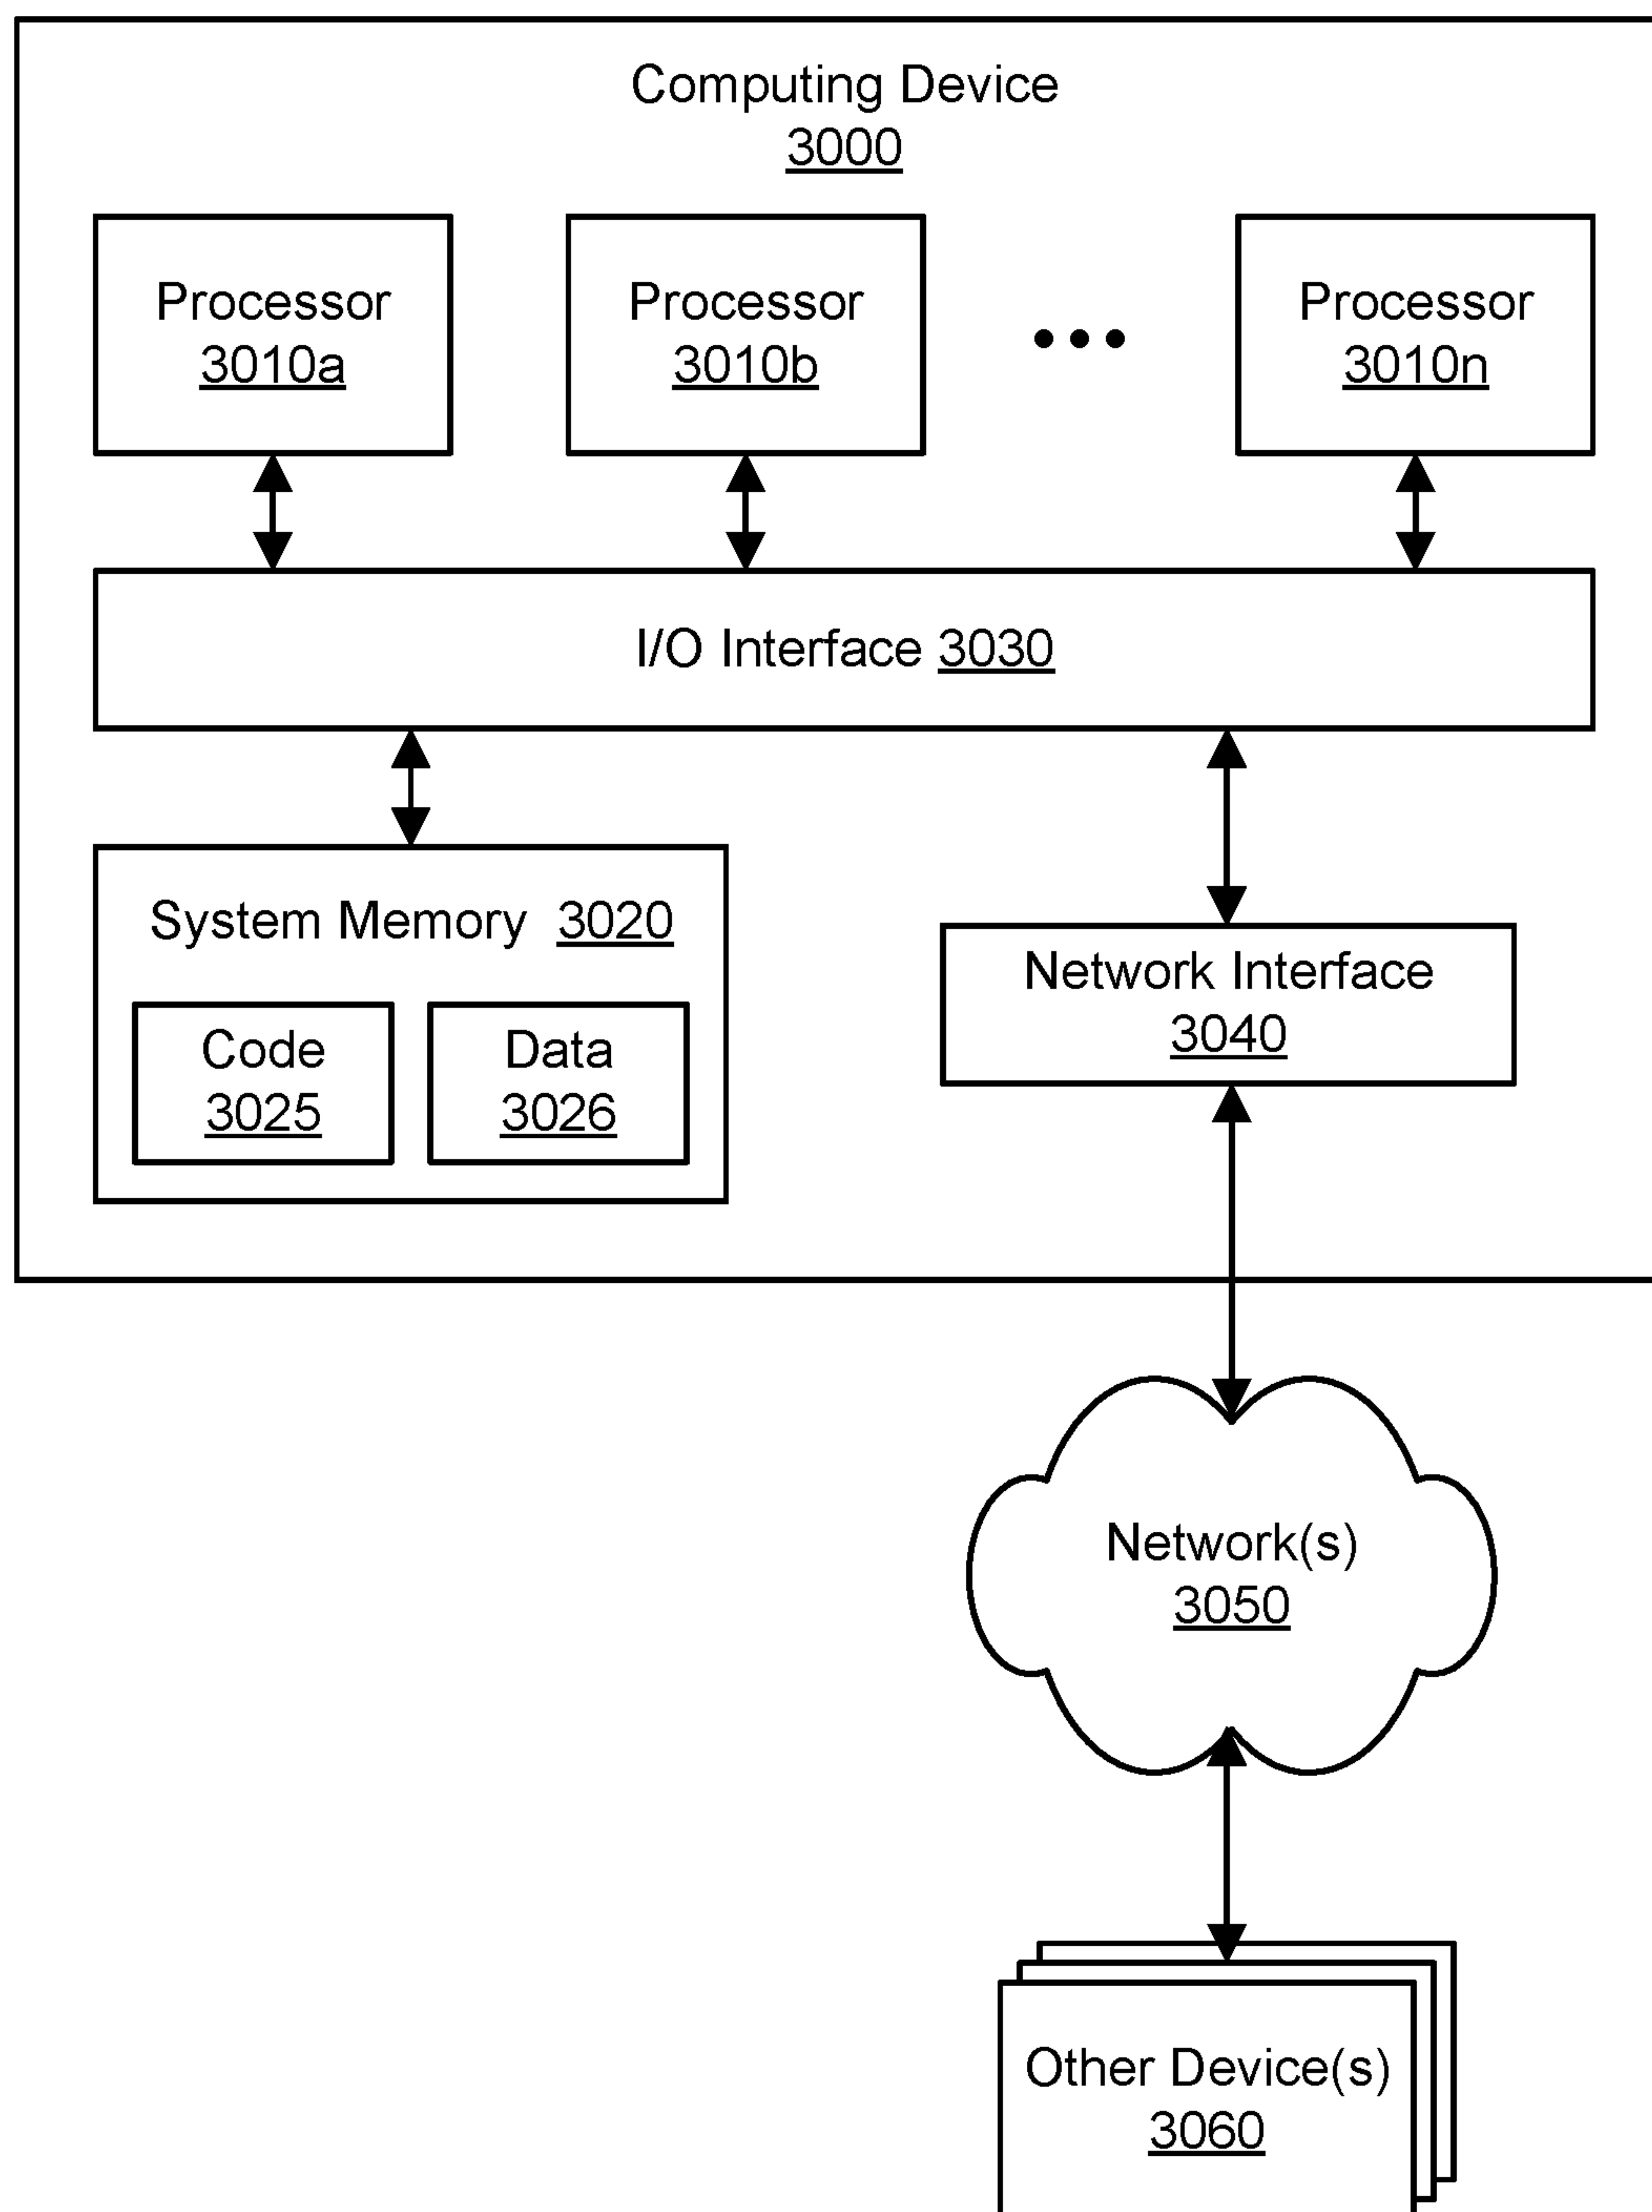 Computing Device
3000
Processor
3010a
Processor
3010b
Processor
3010n
I/O Interface 3030
System Memory 3020
Code
3025
Data
3026
Network Interface
3040
Network(s)
3050
Other Device(s)
3060